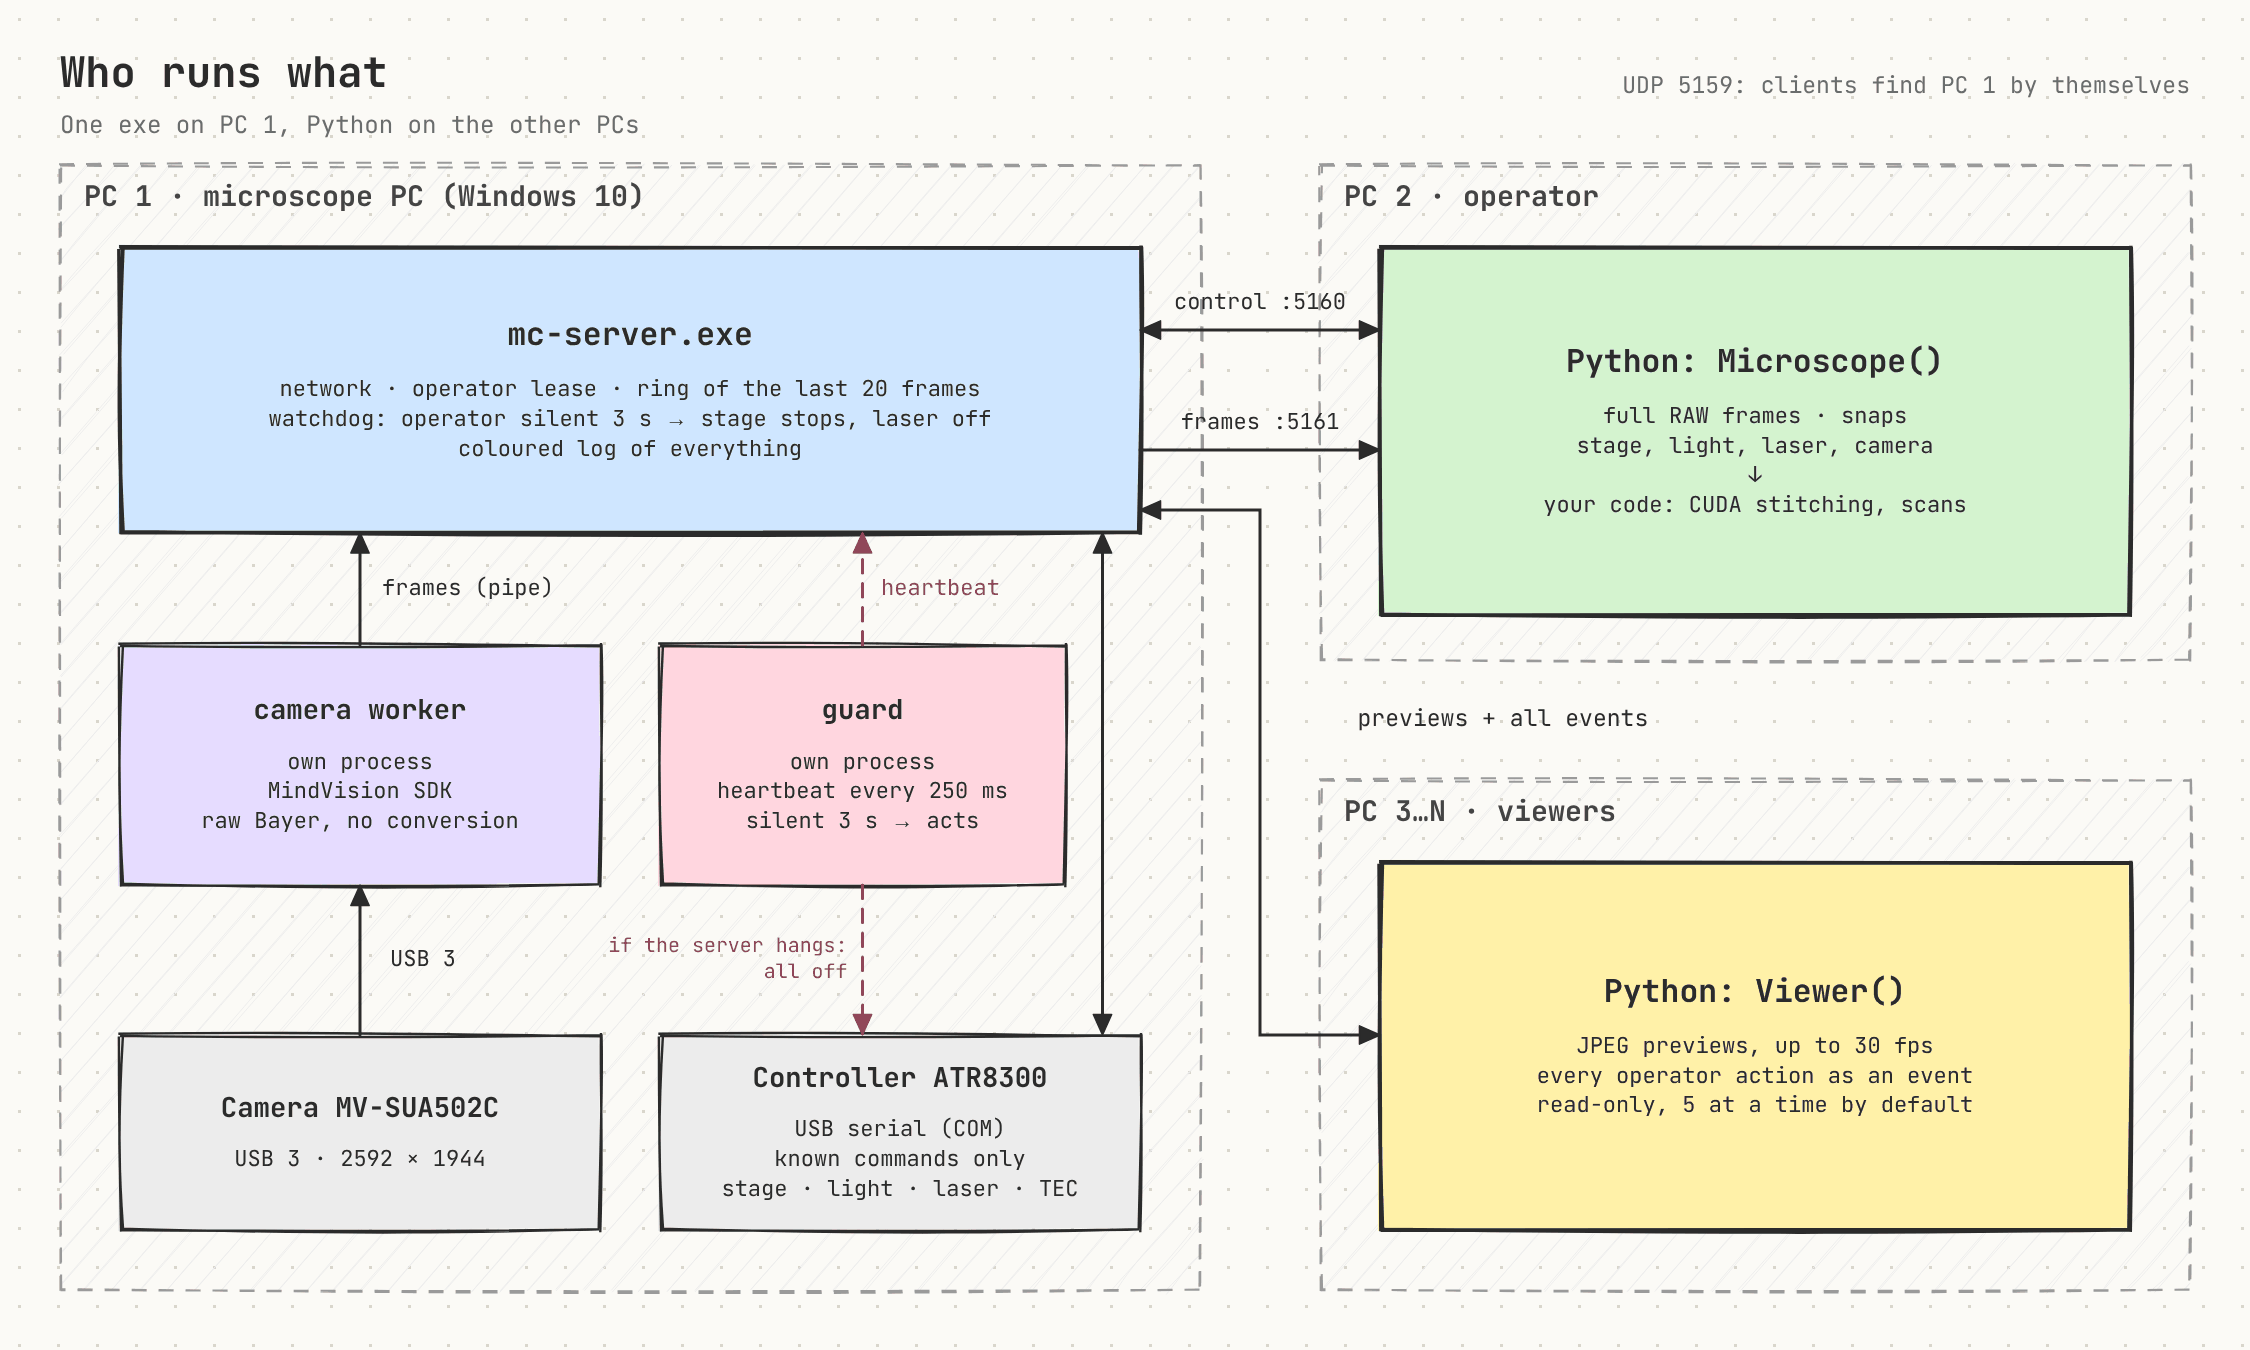 Who runs what
One exe on PC 1, Python on the other PCs
UDP 5159: clients find PC 1 by themselves
PC 1 · microscope PC (Windows 10)
mc-server.exe
network · operator lease · ring of the last 20 frames
watchdog: operator silent 3 s → stage stops, laser off
coloured log of everything
frames (pipe)
heartbeat
camera worker
own process
MindVision SDK
raw Bayer, no conversion
guard
own process
heartbeat every 250 ms
silent 3 s → acts
USB 3
if the server hangs:
all off
Camera MV-SUA502C
USB 3 · 2592 × 1944
Controller ATR8300
USB serial (COM)
known commands only
stage · light · laser · TEC
control :5160
frames :5161
PC 2 · operator
Python: Microscope()
full RAW frames · snaps
stage, light, laser, camera
↓
your code: CUDA stitching, scans
previews + all events
PC 3…N · viewers
Python: Viewer()
JPEG previews, up to 30 fps
every operator action as an event
read-only, 5 at a time by default